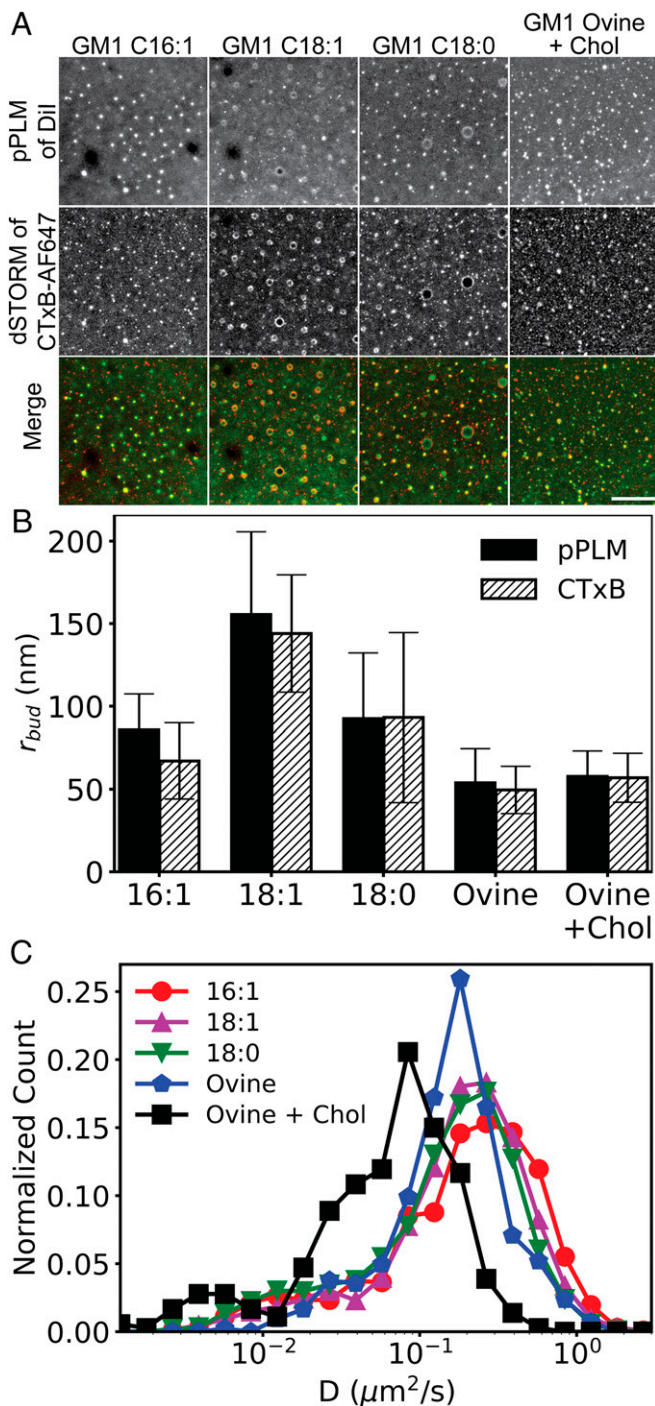 A
GM1 C16:1 GM1 C18:1 GM1 C18:0 GM1 Ovine + Chol
pPLM of DiI
dSTORM of CTxB-AF647
Merge
B
200
150
100
50
0
r_bud (nm)
pPLM
CTxB
16:1 18:1 18:0 Ovine Ovine +Chol
C
0.25
0.20
0.15
0.10
0.05
0.00
Normalized Count
16:1
18:1
18:0
Ovine
Ovine + Chol
10⁻² 10⁻¹ 10⁰
D (μm²/s)